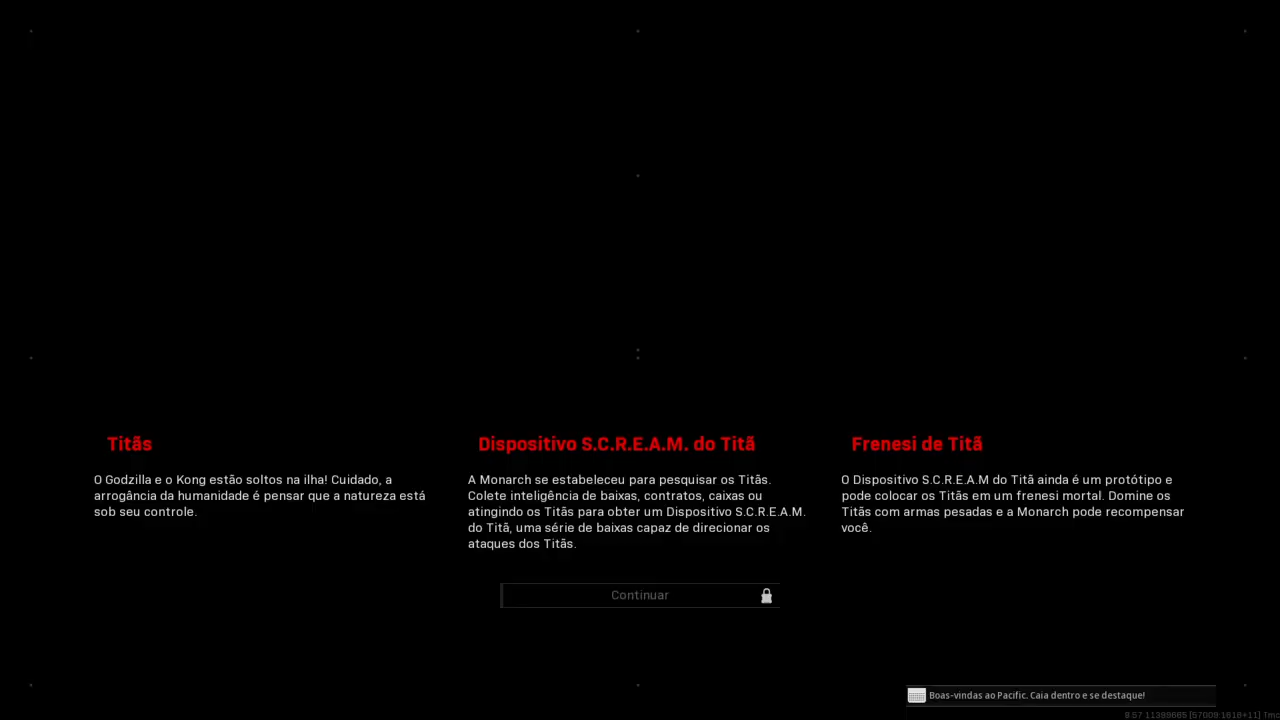 Titãs
O Godzilla e o Kong estão soltos na ilha! Cuidado, a
arrogância da humanidade é pensar que a natureza está
sob seu controle.
Dispositivo S.C.R.E.A.M. do Titã
A Monarch se estabeleceu para pesquisar os Titãs.
Colete inteligência de baixas, contratos, caixas ou
atingindo os Titãs para obter um Dispositivo S.C.R.E.A.M.
do Titã, uma série de baixas capaz de direcionar os
ataques dos Titãs.
Frenesi de Titã
O Dispositivo S.C.R.E.A.M do Titã ainda é um protótipo e
pode colocar os Titãs em um frenesi mortal. Domine os
Titãs com armas pesadas e a Monarch pode recompensar
você.
Continuar
Boas-vindas ao Pacific. Caia dentro e se destaque!